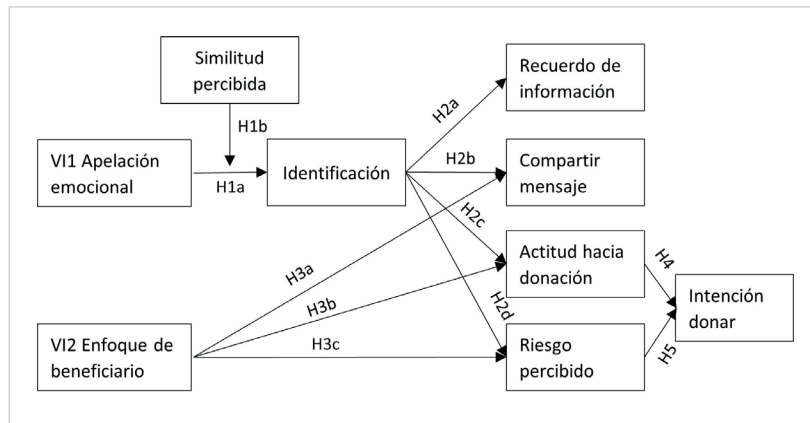 Similitud
percibida
H1b
VI1 Apelación
emocional
H1a
Identificación
H2a
H2b
H2c
H2d
Recuerdo de
información
Compartir
mensaje
Actitud hacia
donación
Riesgo
percibido
H3a
H3b
H3c
VI2 Enfoque de
beneficiario
H4
H5
Intención
donar